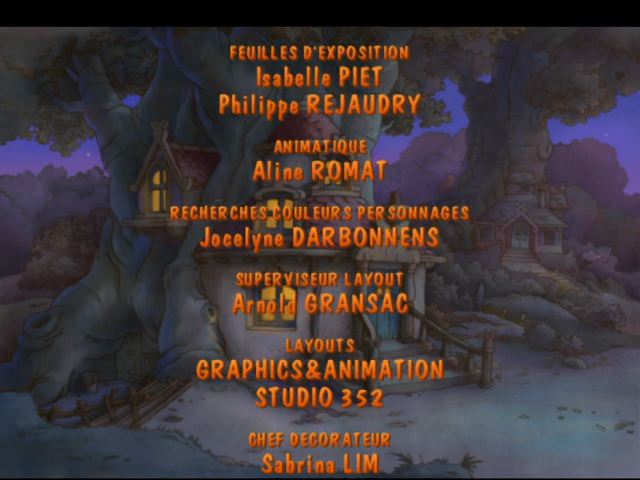 FEUILLES D'EXPOSITION
Isabelle PIET
Philippe REJAUDRY
ANIMATIQUE
Aline ROMAT
RECHERCHES COULEURS PERSONNAGES
Jocelyne DARBONNENS
SUPERVISEUR LAYOUT
Arnold GRANSAC
LAYOUTS
GRAPHICS&ANIMATION
STUDIO 352
CHEF DECORATEUR
Sabrina LIM